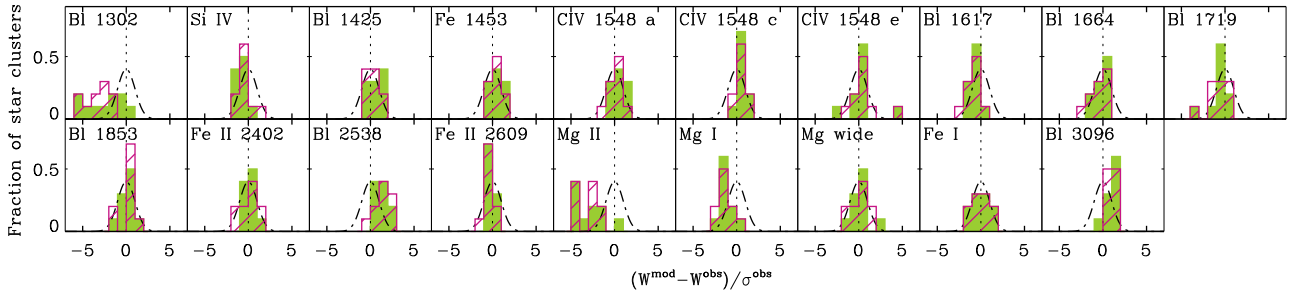 Bl 1302 Si IV Bl 1425 Fe 1453 CIV 1548 a CIV 1548 c CIV 1548 e Bl 1617 Bl 1664 Bl 1719
0.5
0
Bl 1853 Fe II 2402 Bl 2538 Fe II 2609 Mg II Mg I Mg wide Fe I Bl 3096
0.5
0
−5 0 5 −5 0 5 −5 0 5 −5 0 5 −5 0 5 −5 0 5 −5 0 5 −5 0 5 −5 0 5
Fraction of star clusters
(W^mod−W^obs)/σ^obs